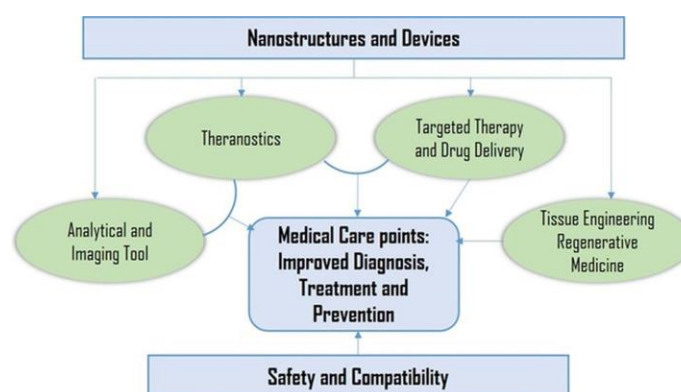 Nanostructures and Devices
Theranostics
Targeted Therapy
and Drug Delivery
Analytical and
Imaging Tool
Medical Care points:
Improved Diagnosis,
Treatment and
Prevention
Tissue Engineering
Regenerative
Medicine
Safety and Compatibility